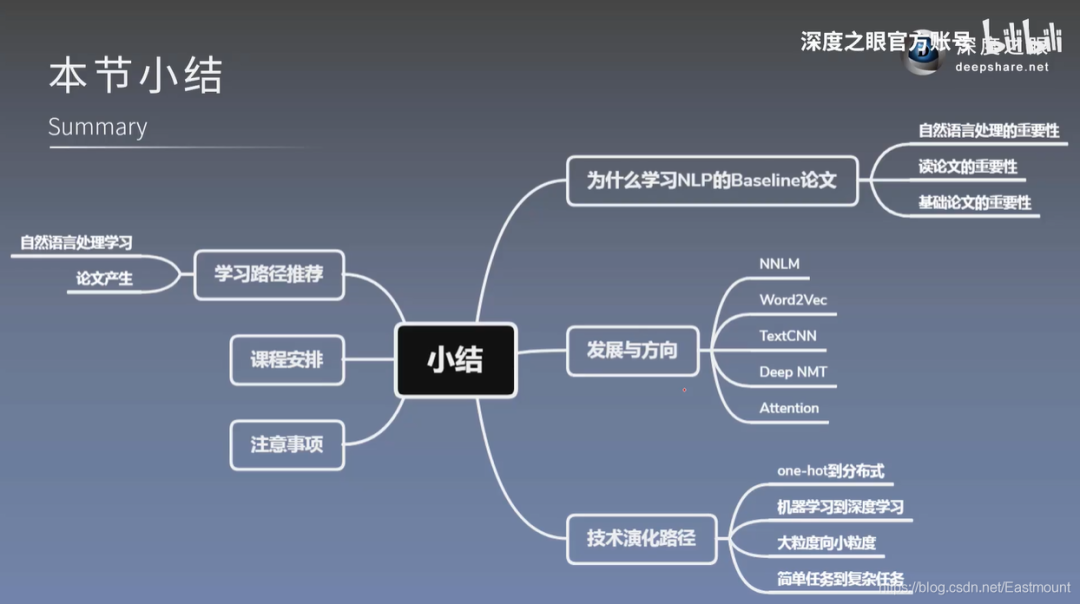 深度之眼官方账号
bilibili
深度之眼
deepshare.net
本节小结
Summary
为什么学习NLP的Baseline论文
自然语言处理的重要性
读论文的重要性
基础论文的重要性
自然语言处理学习
论文产生
学习路径推荐
课程安排
注意事项
小结
发展与方向
NNLM
Word2Vec
TextCNN
Deep NMT
Attention
技术演化路径
one-hot到分布式
机器学习到深度学习
大粒度向小粒度
简单任务到复杂任务
https://blog.csdn.net/Eastmount